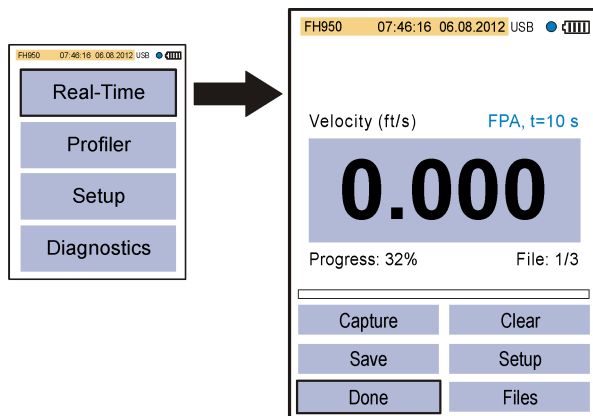 FH950 07:46:16 06.08.2012 USB
Real-Time
Profiler
Setup
Diagnostics
FH950 07:46:16 06.08.2012 USB
Velocity (ft/s) FPA, t=10 s
0.000
Progress: 32% File: 1/3
Capture Clear
Save Setup
Done Files